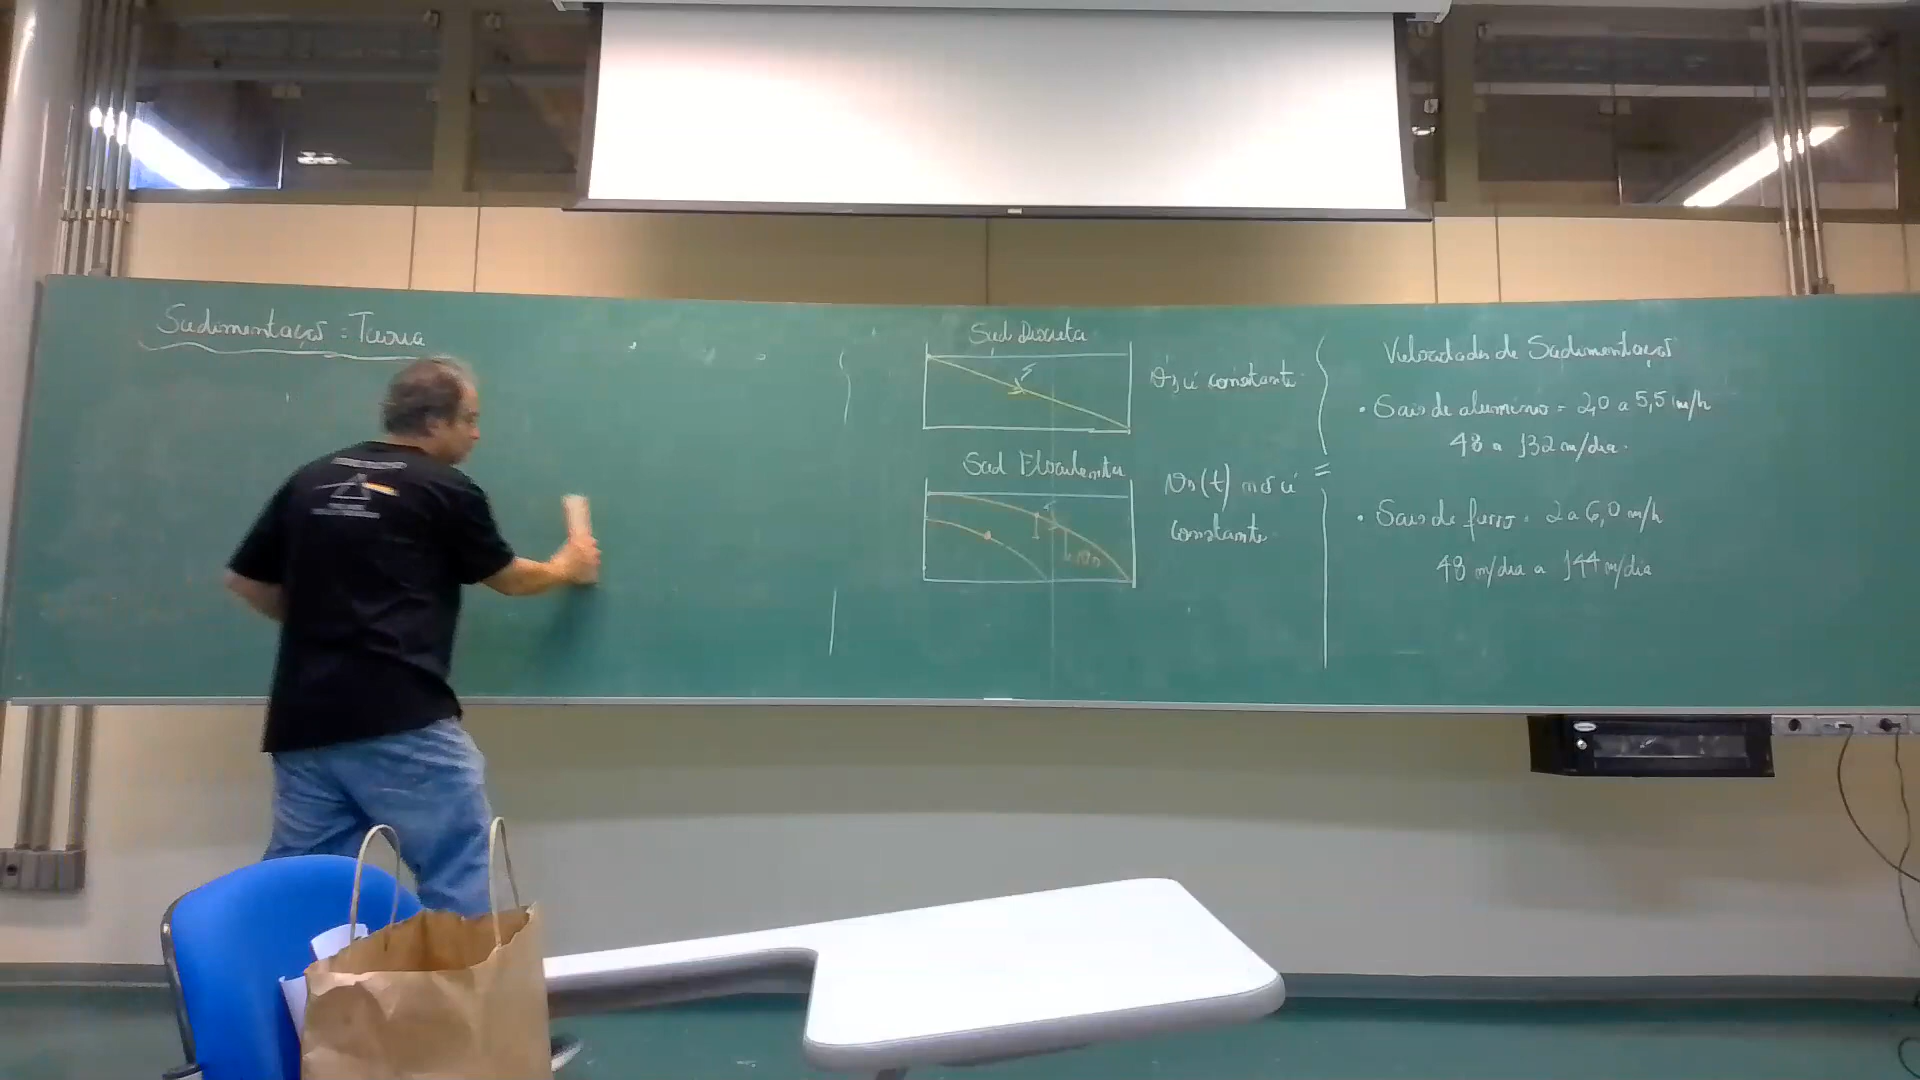 Sedimentação = Teoria
Sed Discreta
vs é constante
Sed Floculenta
vs(t) não é
constante
vs
Velocidades de Sedimentação
• Sais de alumínio = 2,0 a 5,5 m/h
48 a 132 m/dia
• Sais de ferro = 2 a 6,0 m/h
48 m/dia a 144 m/dia